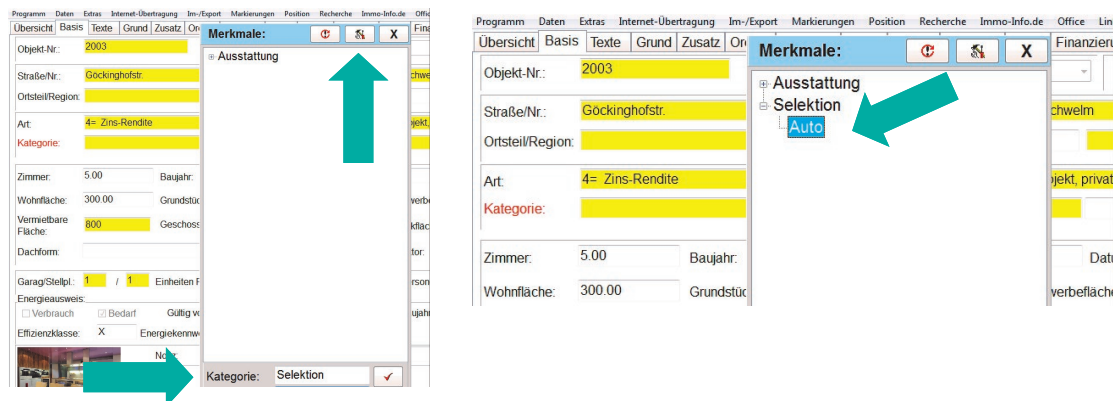 Programm Daten Extras Internet-Übertragung Im-/Export Markierungen Position Recherche Immo-Info.de
Übersicht Basis Texte Grund Zusatz
Merkmale: X
Objekt-Nr.: 2003
Ausstattung
Straße/Nr.: Göckinghofstr.
Ortsteil/Region:
Art: 4= Zins-Rendite
Kategorie:
Zimmer: 5.00 Baujahr:
Wohnfläche: 300.00
Vermietbare
Fläche: 800
Dachform:
Garag/Stellpl.: 1 / 1 Einheiten
Energieausweis:
Verbrauch Bedarf Gültig
Effizienzklasse: X
Kategorie: Selektion
Programm Daten Extras Internet-Übertragung Im-/Export Markierungen Position Recherche Immo-Info.de Office
Übersicht Basis Texte Grund Zusatz
Merkmale: X
Objekt-Nr.: 2003
Ausstattung
Selektion
Auto
Straße/Nr.: Göckinghofstr.
Ortsteil/Region:
Art: 4= Zins-Rendite
Kategorie:
Zimmer: 5.00 Baujahr:
Wohnfläche: 300.00